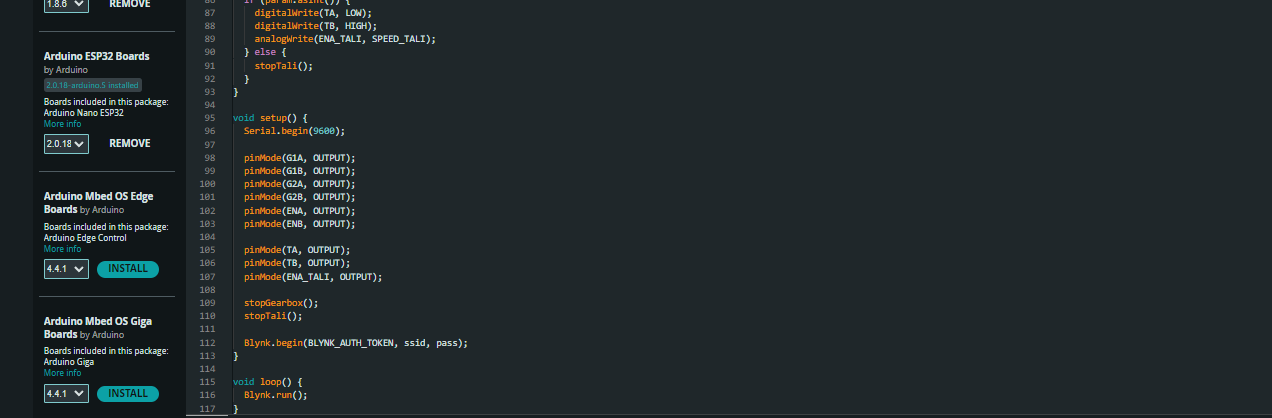 1.8.6 REMOVE
Arduino ESP32 Boards
by Arduino
2.0.18-arduino.5 installed
Boards included in this package:
Arduino Nano ESP32
More info
2.0.18 REMOVE
Arduino Mbed OS Edge
Boards by Arduino
Boards included in this package:
Arduino Edge Control
More info
4.4.1 INSTALL
Arduino Mbed OS Giga
Boards by Arduino
Boards included in this package:
Arduino Giga
More info
4.4.1 INSTALL
86 if (param.asInt()) {
87 digitalWrite(TA, LOW);
88 digitalWrite(TB, HIGH);
89 analogWrite(ENA_TALI, SPEED_TALI);
90 } else {
91 stopTali();
92 }
93 }
94
95 void setup() {
96 Serial.begin(9600);
97
98 pinMode(G1A, OUTPUT);
99 pinMode(G1B, OUTPUT);
100 pinMode(G2A, OUTPUT);
101 pinMode(G2B, OUTPUT);
102 pinMode(ENA, OUTPUT);
103 pinMode(ENB, OUTPUT);
104
105 pinMode(TA, OUTPUT);
106 pinMode(TB, OUTPUT);
107 pinMode(ENA_TALI, OUTPUT);
108
109 stopGearbox();
110 stopTali();
111
112 Blynk.begin(BLYNK_AUTH_TOKEN, ssid, pass);
113 }
114
115 void loop() {
116 Blynk.run();
117 }